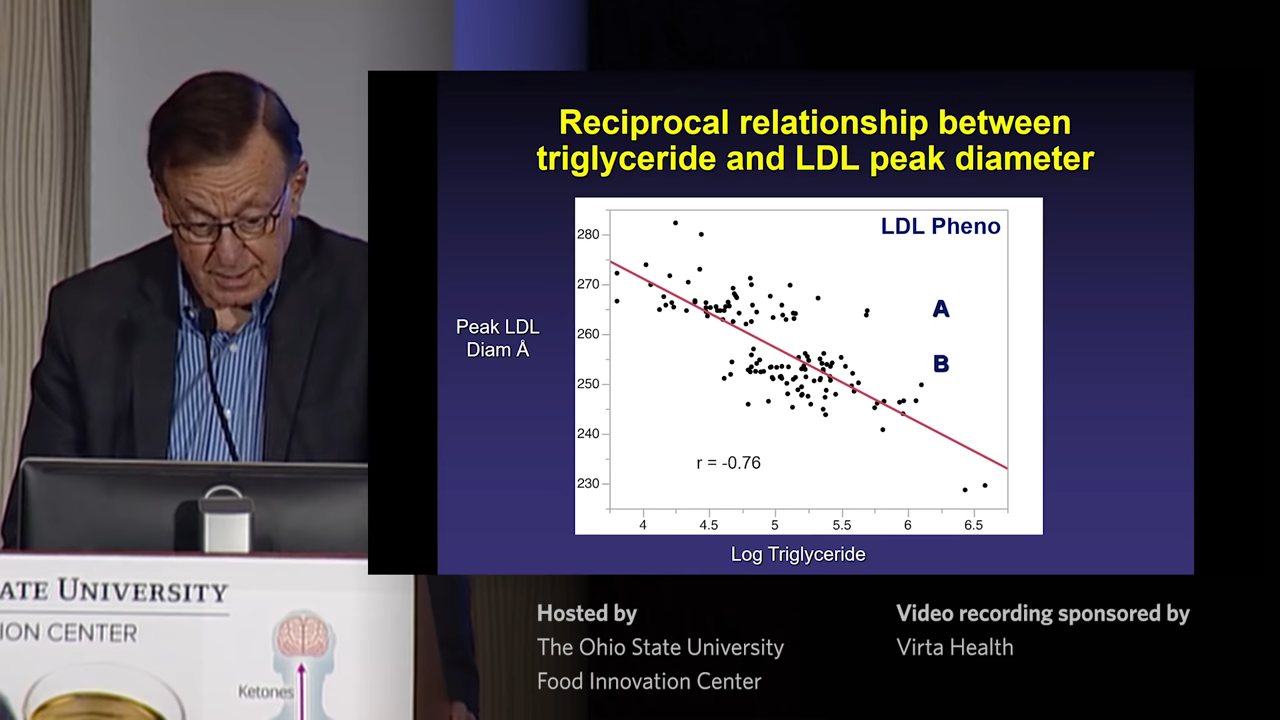 Reciprocal relationship between
triglyceride and LDL peak diameter
LDL Pheno
280
270
260
250
240
230
A
B
Peak LDL
Diam Å
r = -0.76
4
4.5
5
5.5
6
6.5
Log Triglyceride
ATE UNIVERSITY
ION CENTER
Ketones
Hosted by
The Ohio State University
Food Innovation Center
Video recording sponsored by
Virta Health